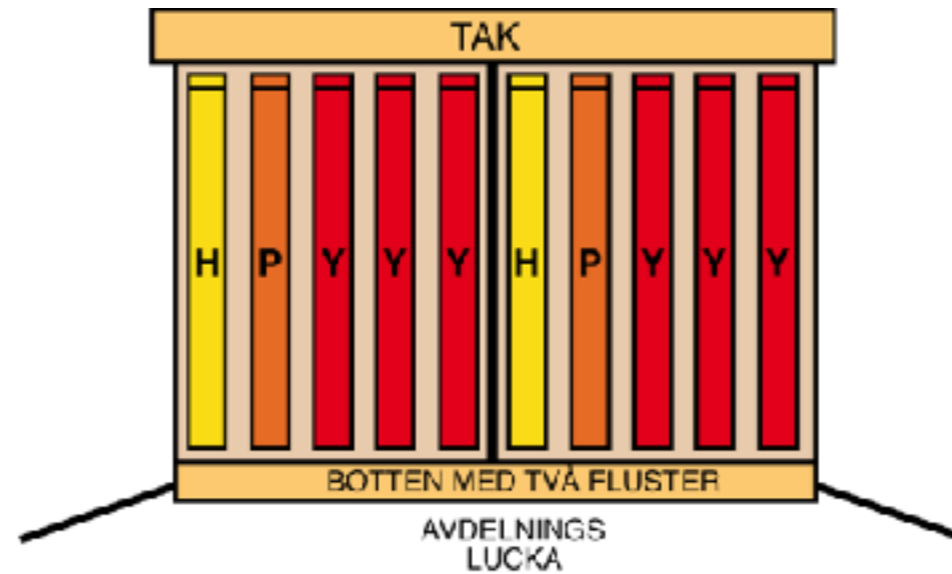 TAK
H P Y Y Y H P Y Y Y
BOTTEN MED TVÅ FLUSTER
AVDELNINGS
LUCKA